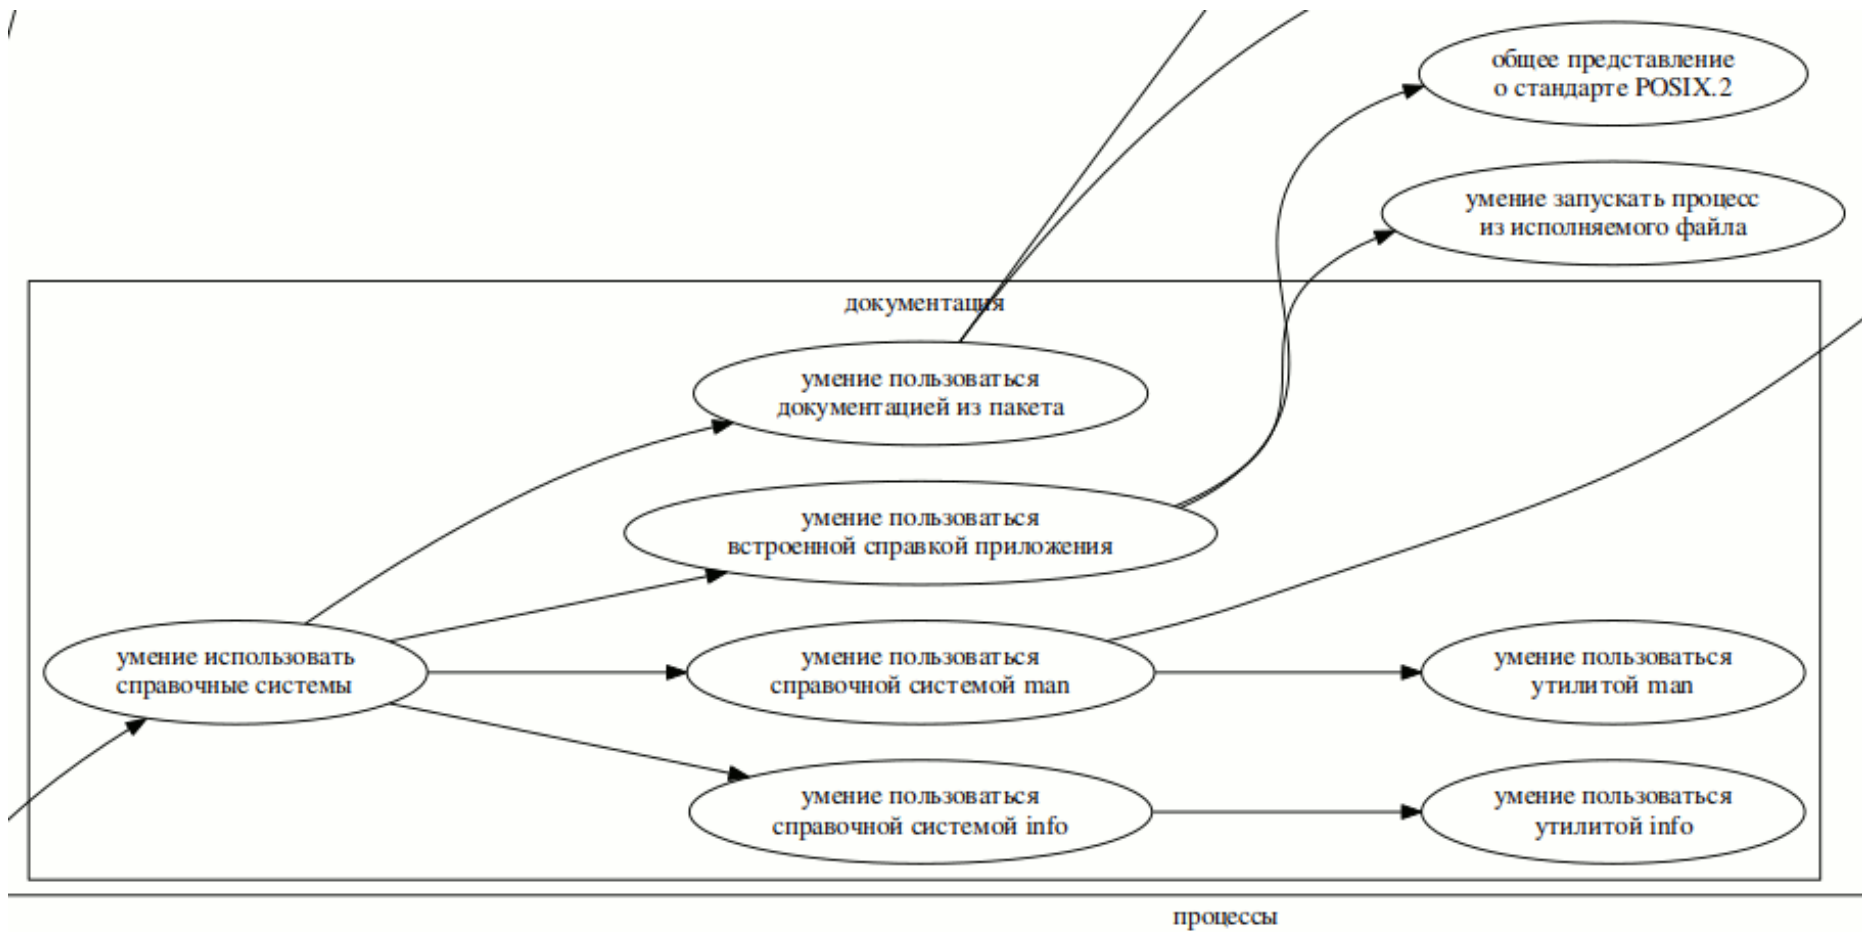 общее представление
о стандарте POSIX.2
умение запускать процесс
из исполняемого файла
документация
умение пользоваться
документацией из пакета
умение пользоваться
встроенной справкой приложения
умение использовать
справочные системы
умение пользоваться
справочной системой man
умение пользоваться
утилитой man
умение пользоваться
справочной системой info
умение пользоваться
утилитой info
процессы